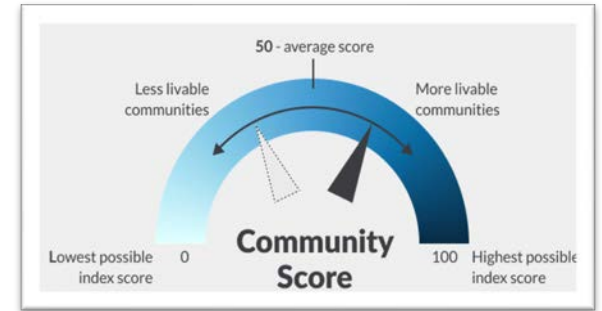 50 - average score
Less livable
communities
More livable
communities
Lowest possible
index score
0
Community
Score
100
Highest possible
index score